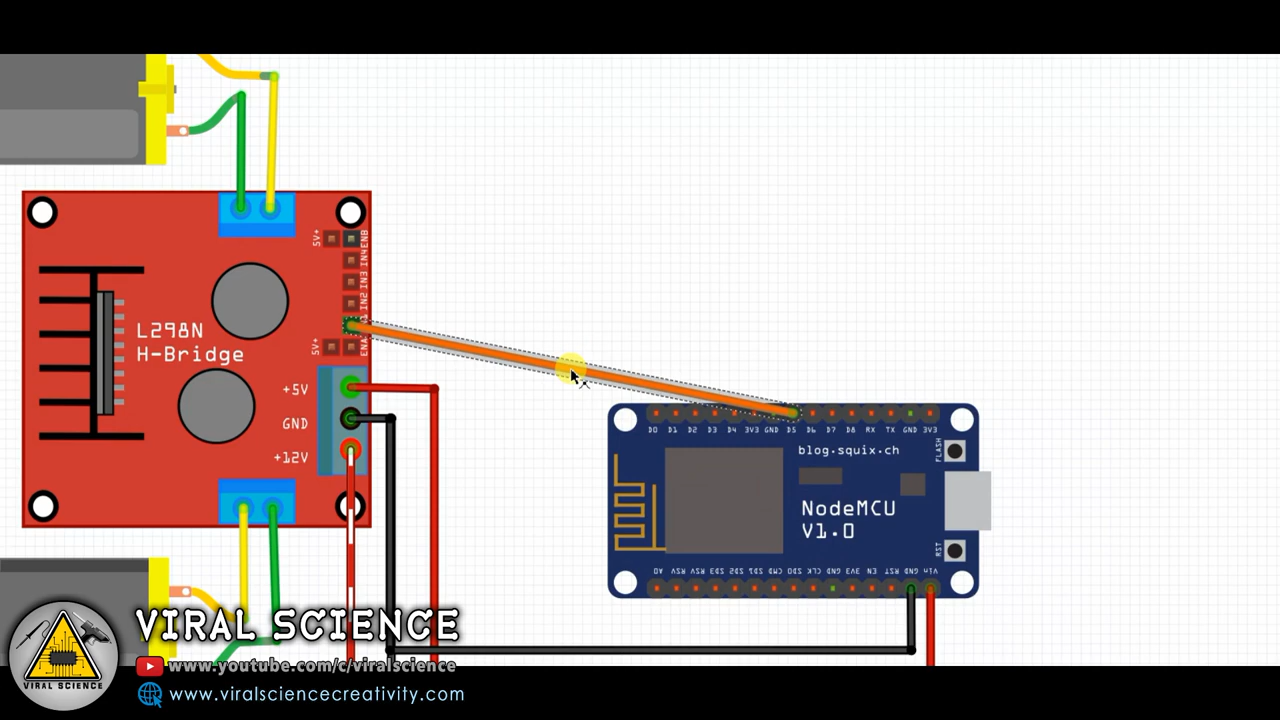 5V+
ENB
IN4
IN3
IN2
5V+
ENA
L298N
H-Bridge
+5V
GND
+12V
D0 D1 D2 D3 D4 3V3 GND D5 D6 D7 D8 RX TX GND 3V3
FLASH
blog.squix.ch
NodeMCU
V1.0
RST
A0 RSV RSV SD3 SD2 SD1 CMD SD0 CLK GND 3V3 EN RST GND Vin
VIRAL SCIENCE
www.youtube.com/c/viralscience
VIRAL SCIENCE
www.viralsciencecreativity.com